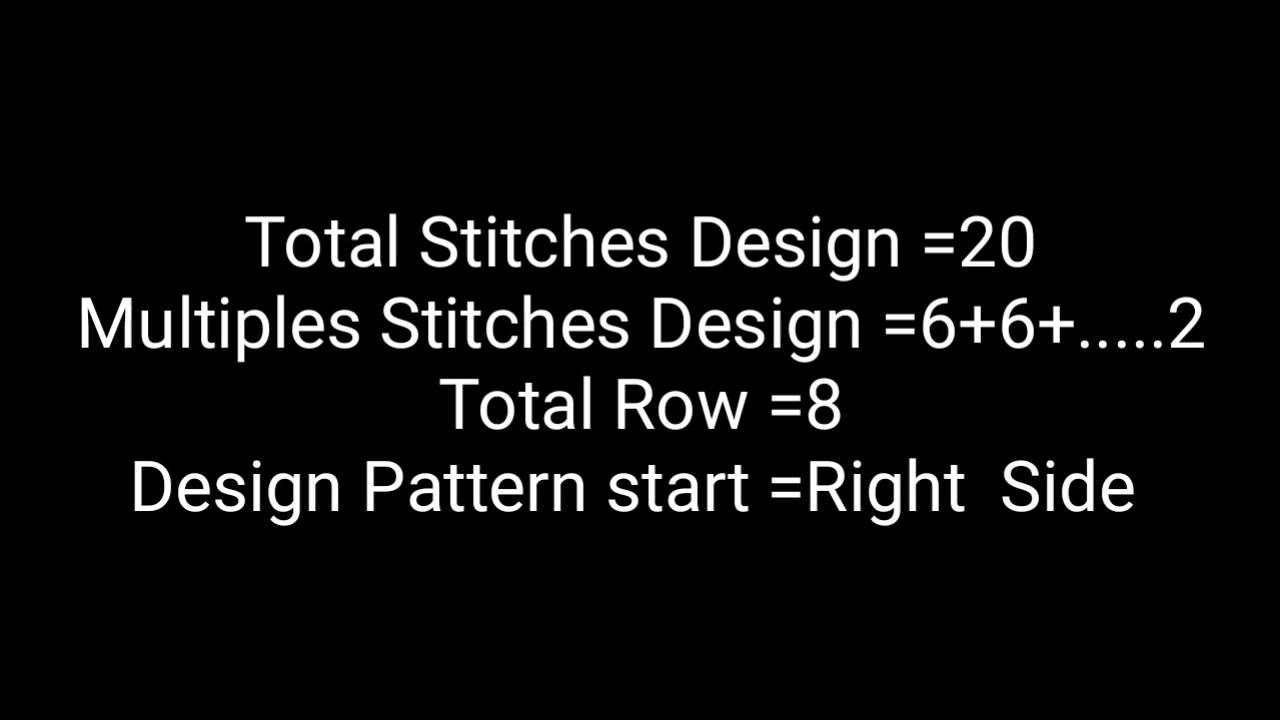 Total Stitches Design =20
Multiples Stitches Design =6+6+.....2
Total Row =8
Design Pattern start =Right  Side